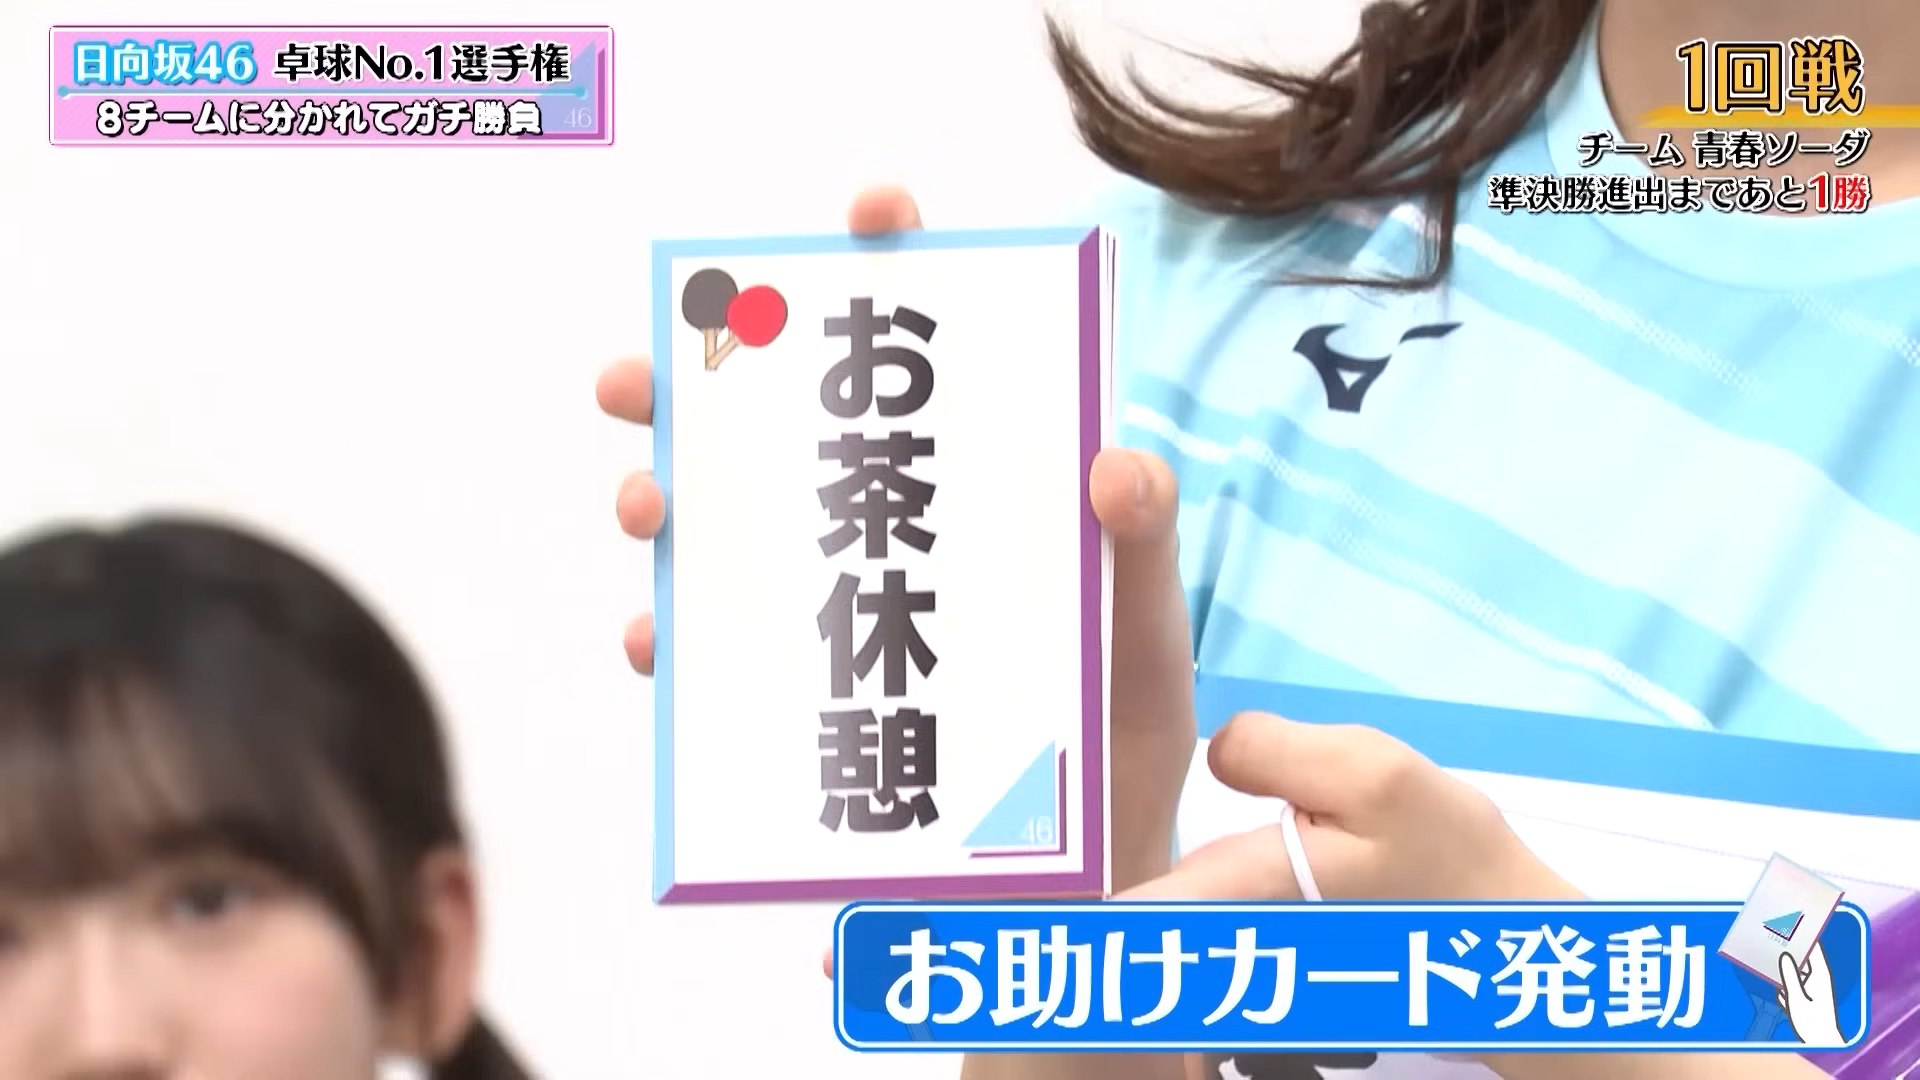 日向坂46 卓球No.1選手権
8チームに分かれてガチ勝負
46
1回戦
チーム 青春ソーダ
準決勝進出まであと1勝
お茶休憩
46
お助けカード発動